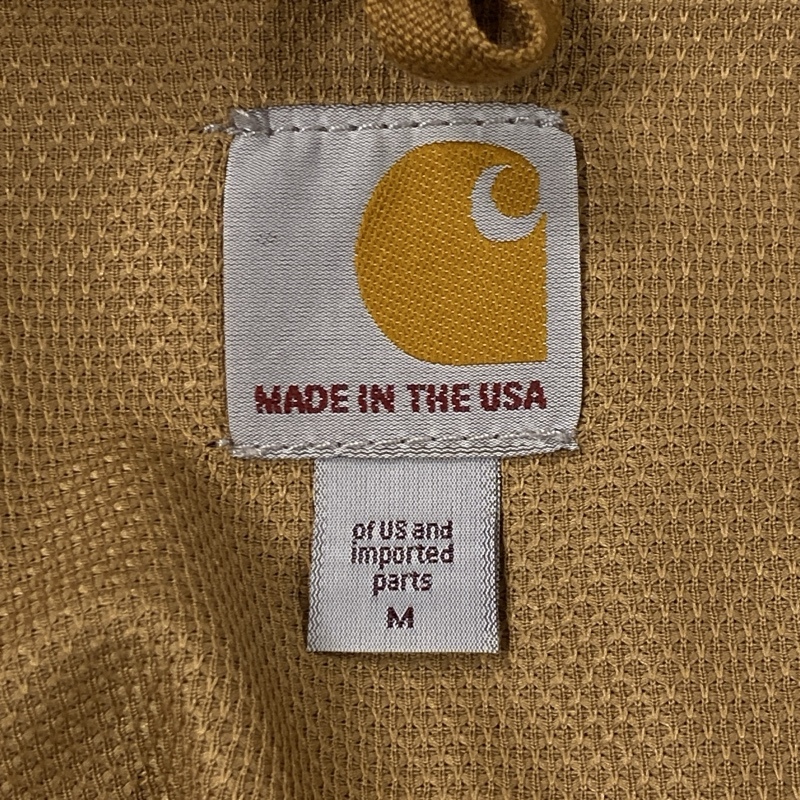 MADE IN THE USA
of US and
imported
parts
M